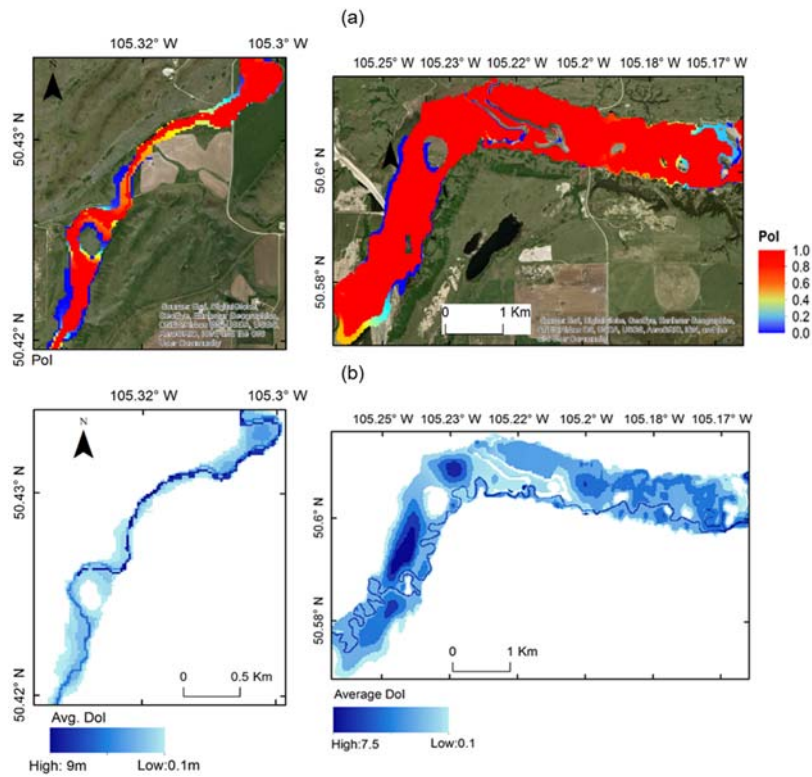 (a)
105.32° W 105.3° W
105.25° W 105.23° W 105.22° W 105.2° W 105.18° W 105.17° W
N
50.43° N
50.42° N
50.6° N
50.58° N
PoI
1.0
0.8
0.6
0.4
0.2
0.0
0 1 Km
User Community
PoI
(b)
105.32° W 105.3° W
105.25° W 105.23° W 105.22° W 105.2° W 105.18° W 105.17° W
N
50.43° N
50.42° N
50.6° N
50.58° N
0 0.5 Km
0 1 Km
Avg. DoI
High: 9m Low:0.1m
Average DoI
High:7.5 Low:0.1